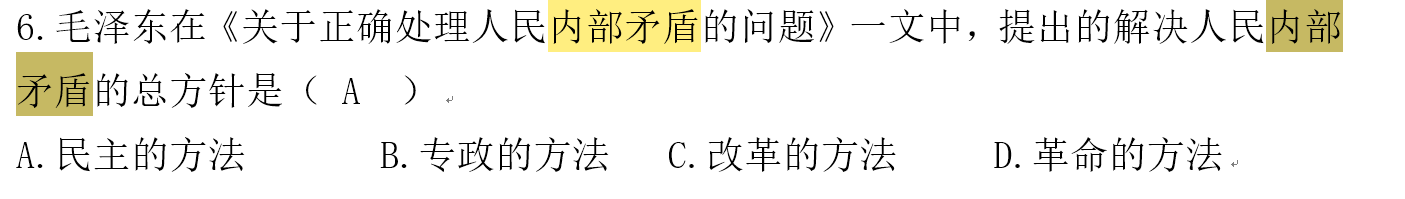 6.毛泽东在《关于正确处理人民内部矛盾的问题》一文中，提出的解决人民内部
矛盾的总方针是（ A  ）
A.民主的方法 B.专政的方法 C.改革的方法 D.革命的方法